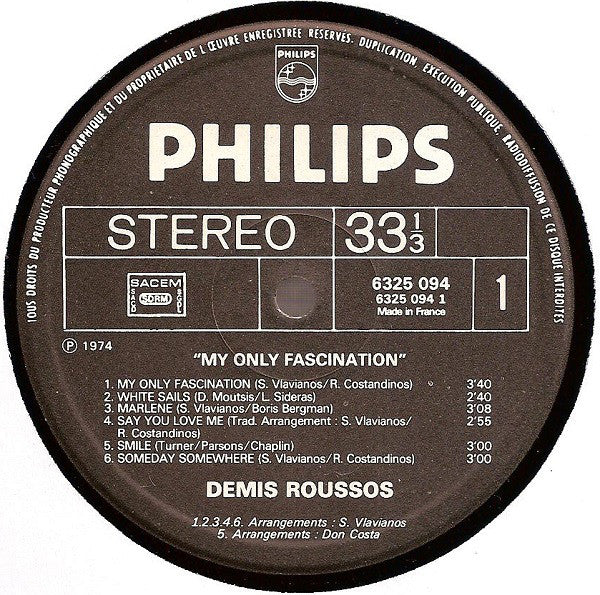 TOUS DROITS DU PRODUCTEUR PHONOGRAPHIQUE ET DU PROPRIETAIRE DE L'ŒUVRE ENREGISTREE RESERVES. DUPLICATION, EXECUTION PUBLIQUE, RADIODIFFUSION DE CE DISQUE INTERDITES
PHILIPS
PHILIPS
STEREO 33 1/3
SACEM
SACD SDRM SGDL
6325 094
6325 094 1
Made in France
1
Ⓟ 1974
"MY ONLY FASCINATION"
1. MY ONLY FASCINATION (S. Vlavianos/R. Costandinos) 3'40
2. WHITE SAILS (D. Moutsis/L. Sideras) 2'40
3. MARLENE (S. Vlavianos/Boris Bergman) 3'08
4. SAY YOU LOVE ME (Trad. Arrangement : S. Vlavianos/ 2'55
R. Costandinos)
5. SMILE (Turner/Parsons/Chaplin) 3'00
6. SOMEDAY SOMEWHERE (S. Vlavianos/R. Costandinos) 3'00
DEMIS ROUSSOS
1.2.3.4.6. Arrangements : S. Vlavianos
5. Arrangements : Don Costa